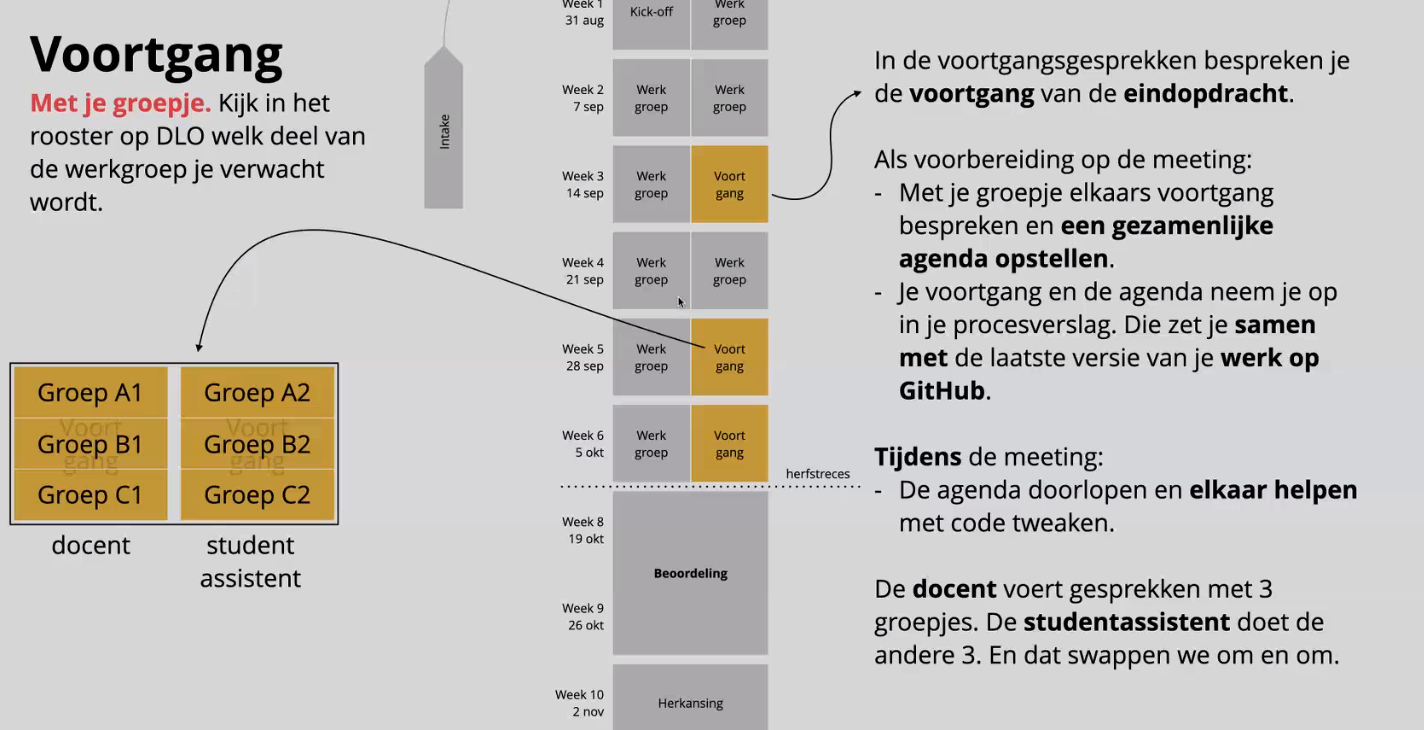 Voortgang
Met je groepje. Kijk in het
rooster op DLO welk deel van
de werkgroep je verwacht
wordt.
Intake
Week 1
31 aug
Kick-off
Werk
groep
Week 2
7 sep
Werk
groep
Werk
groep
Week 3
14 sep
Werk
groep
Voort
gang
Week 4
21 sep
Werk
groep
Werk
groep
Week 5
28 sep
Werk
groep
Voort
gang
Week 6
5 okt
Werk
groep
Voort
gang
herfstreces
Week 8
19 okt
Beoordeling
Week 9
26 okt
Week 10
2 nov
Herkansing
Groep A1
Groep A2
Voort
gang
Voort
gang
Groep B1
Groep B2
Groep C1
Groep C2
docent
student
assistent
In de voortgangsgesprekken bespreken je
de voortgang van de eindopdracht.
Als voorbereiding op de meeting:
- Met je groepje elkaars voortgang
bespreken en een gezamenlijke
agenda opstellen.
- Je voortgang en de agenda neem je op
in je procesverslag. Die zet je samen
met de laatste versie van je werk op
GitHub.
Tijdens de meeting:
- De agenda doorlopen en elkaar helpen
met code tweaken.
De docent voert gesprekken met 3
groepjes. De studentassistent doet de
andere 3. En dat swappen we om en om.